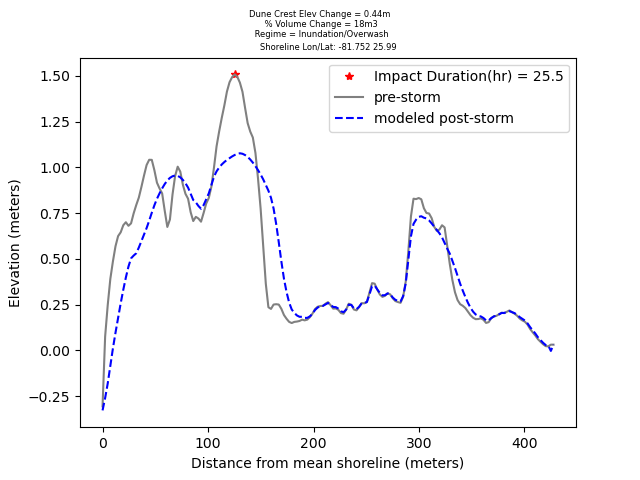 Dune Crest Elev Change = 0.44m
% Volume Change = 18m3
Regime = Inundation/Overwash
Shoreline Lon/Lat: -81.752 25.99
Impact Duration(hr) = 25.5
pre-storm
modeled post-storm
Elevation (meters)
1.50
1.25
1.00
0.75
0.50
0.25
0.00
−0.25
0
100
200
300
400
Distance from mean shoreline (meters)